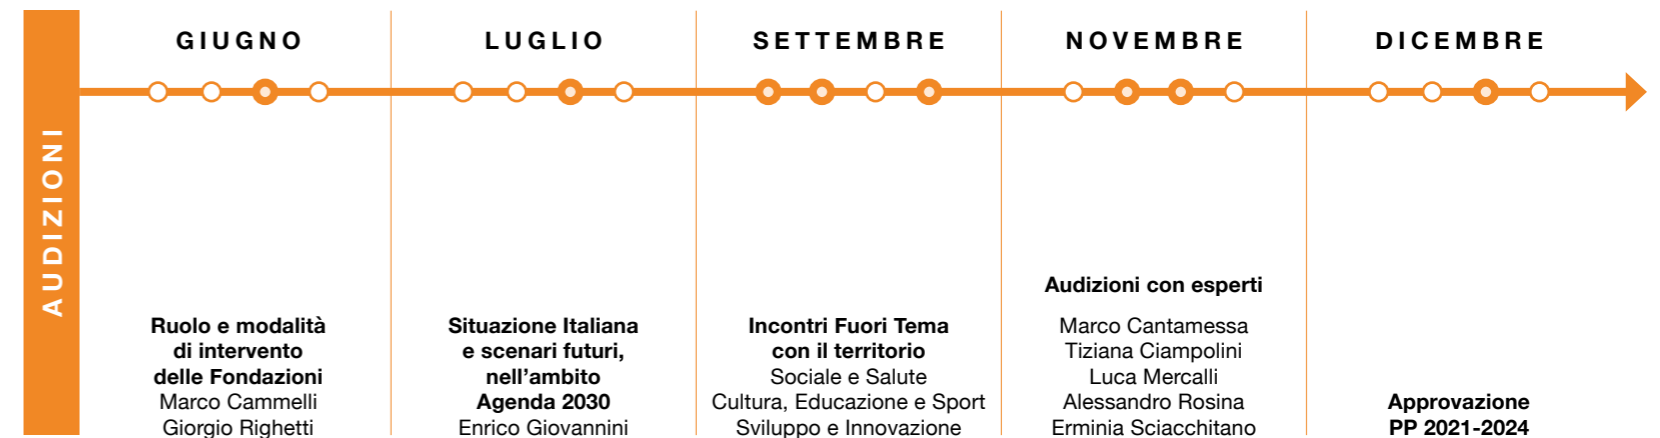 AUDIZIONI
GIUGNO
Ruolo e modalità
di intervento
delle Fondazioni
Marco Cammelli
Giorgio Righetti
LUGLIO
Situazione Italiana
e scenari futuri,
nell'ambito
Agenda 2030
Enrico Giovannini
SETTEMBRE
Incontri Fuori Tema
con il territorio
Sociale e Salute
Cultura, Educazione e Sport
Sviluppo e Innovazione
NOVEMBRE
Audizioni con esperti
Marco Cantamessa
Tiziana Ciampolini
Luca Mercalli
Alessandro Rosina
Erminia Sciacchitano
DICEMBRE
Approvazione
PP 2021-2024